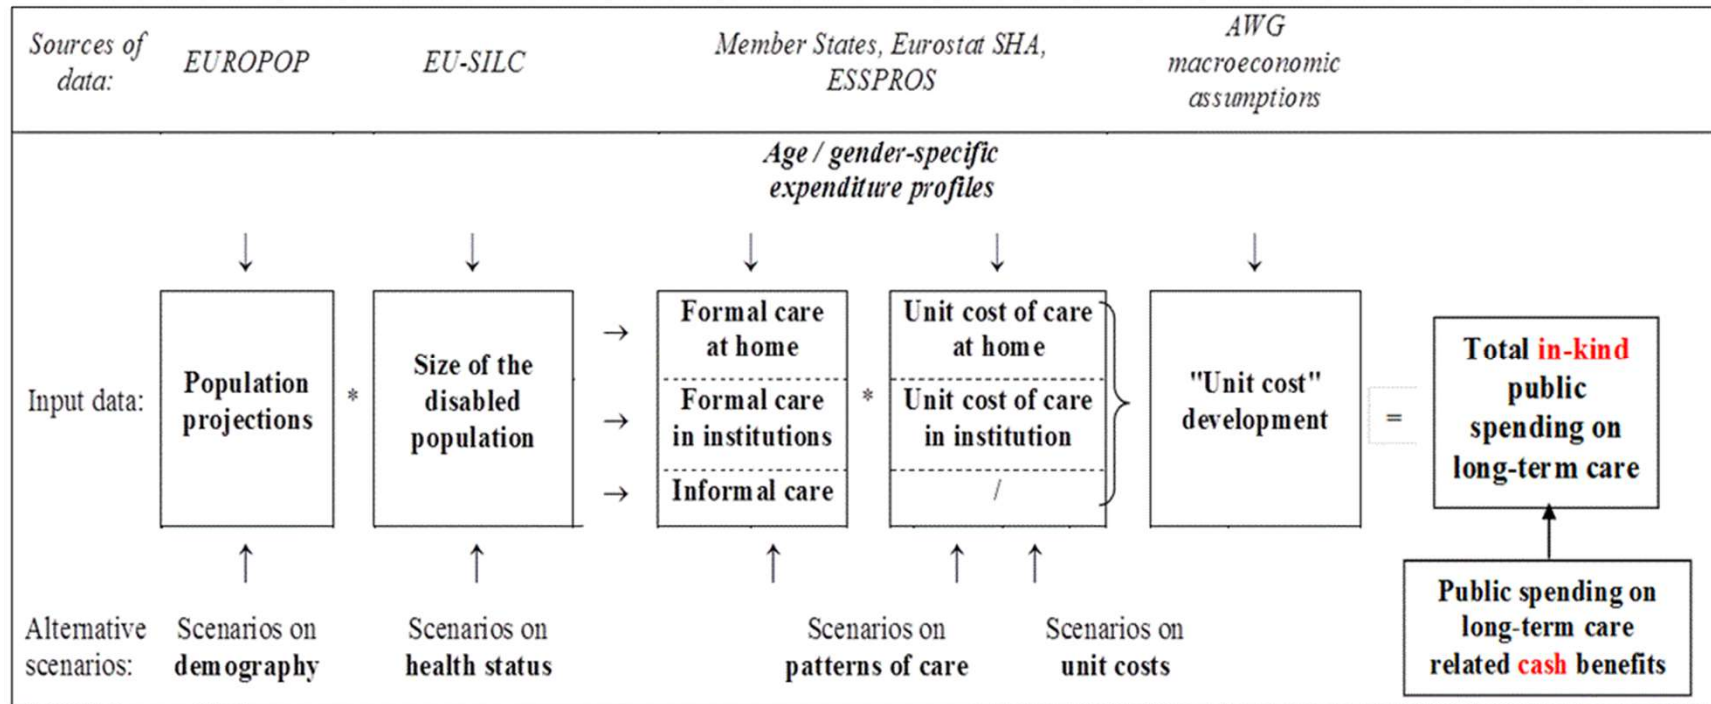 Sources of
data:
EUROPOP
EU-SILC
Member States, Eurostat SHA,
ESSPROS
AWG
macroeconomic
assumptions
Age / gender-specific
expenditure profiles
↓ ↓ ↓ ↓ ↓
Input data:
Population
projections
*
Size of the
disabled
population
→
→
→
Formal care
at home
Formal care
in institutions
Informal care
*
Unit cost of care
at home
Unit cost of care
in institution
/
}
"Unit cost"
development
=
Total in-kind
public
spending on
long-term care
↑ ↑ ↑ ↑ ↑
Alternative
scenarios:
Scenarios on
demography
Scenarios on
health status
Scenarios on
patterns of care
Scenarios on
unit costs
Public spending on
long-term care
related cash benefits